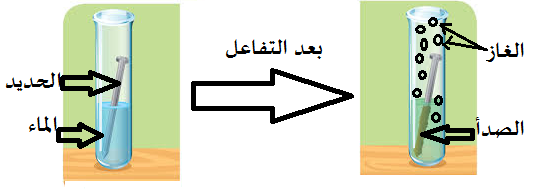 بعد التفاعل
الغاز
الحديد
الماء
الصدأ